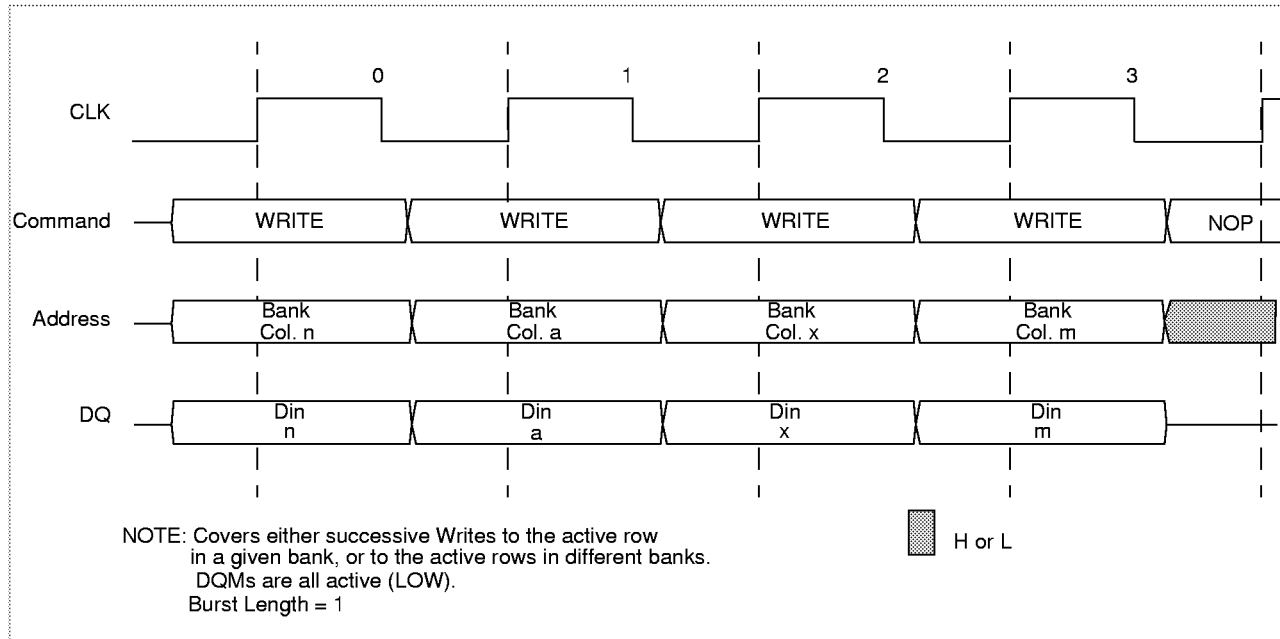 0 1 2 3
CLK
Command WRITE WRITE WRITE WRITE NOP
Address Bank Bank Bank Bank
Col. n Col. a Col. x Col. m
DQ Din Din Din Din
n a x m
NOTE: Covers either successive Writes to the active row
in a given bank, or to the active rows in different banks.
DQMs are all active (LOW).
Burst Length = 1
H or L